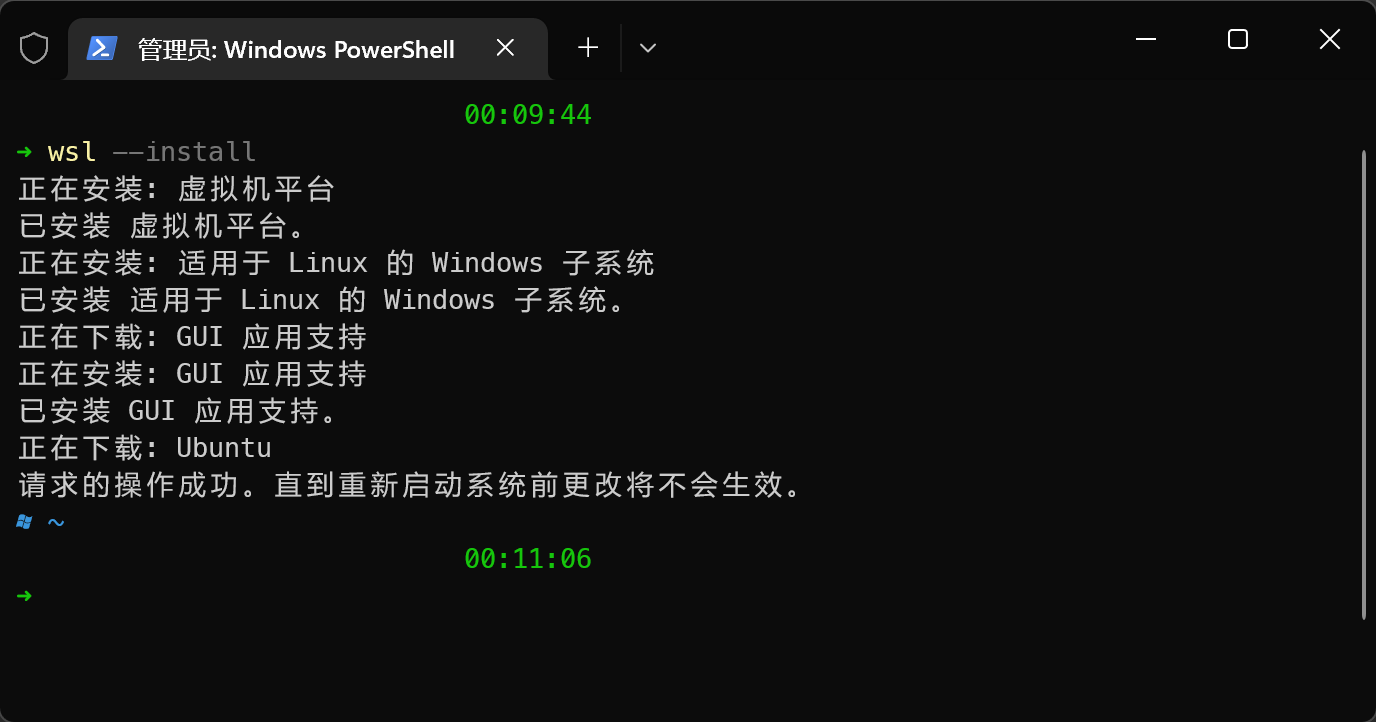 管理员: Windows PowerShell
00:09:44
➜ wsl --install
正在安装: 虚拟机平台
已安装 虚拟机平台。
正在安装: 适用于 Linux 的 Windows 子系统
已安装 适用于 Linux 的 Windows 子系统。
正在下载: GUI 应用支持
正在安装: GUI 应用支持
已安装 GUI 应用支持。
正在下载: Ubuntu
请求的操作成功。直到重新启动系统前更改将不会生效。
~
00:11:06
➜